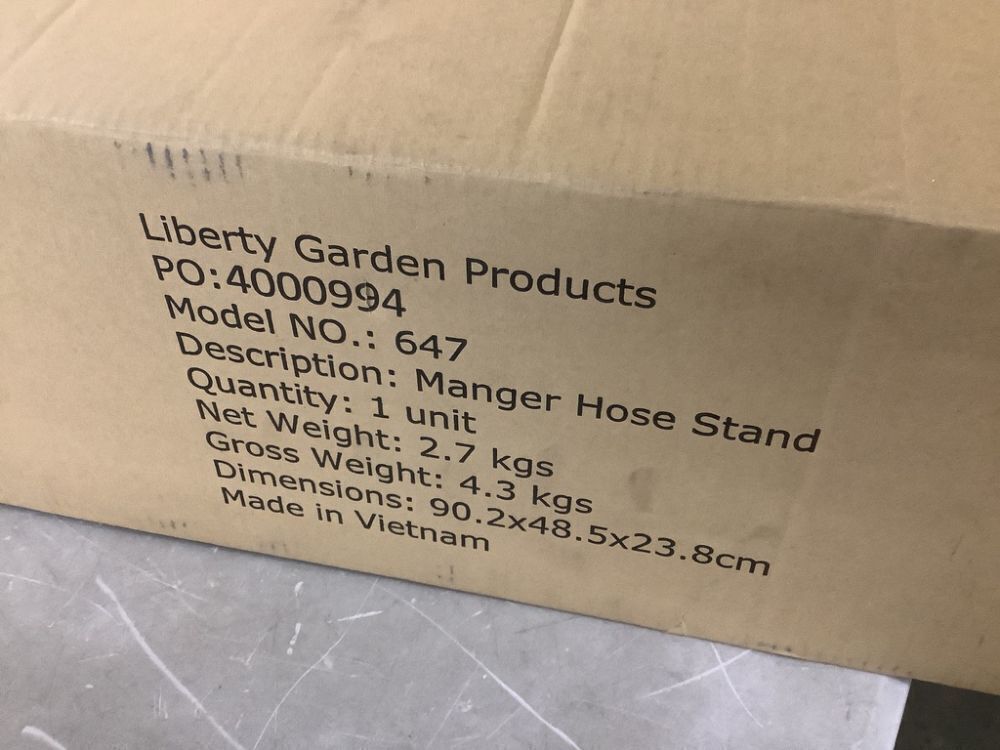 Liberty Garden Products
PO:4000994
Model NO.: 647
Description: Manger Hose Stand
Quantity: 1 unit
Net Weight: 2.7 kgs
Gross Weight: 4.3 kgs
Dimensions: 90.2x48.5x23.8cm
Made in Vietnam